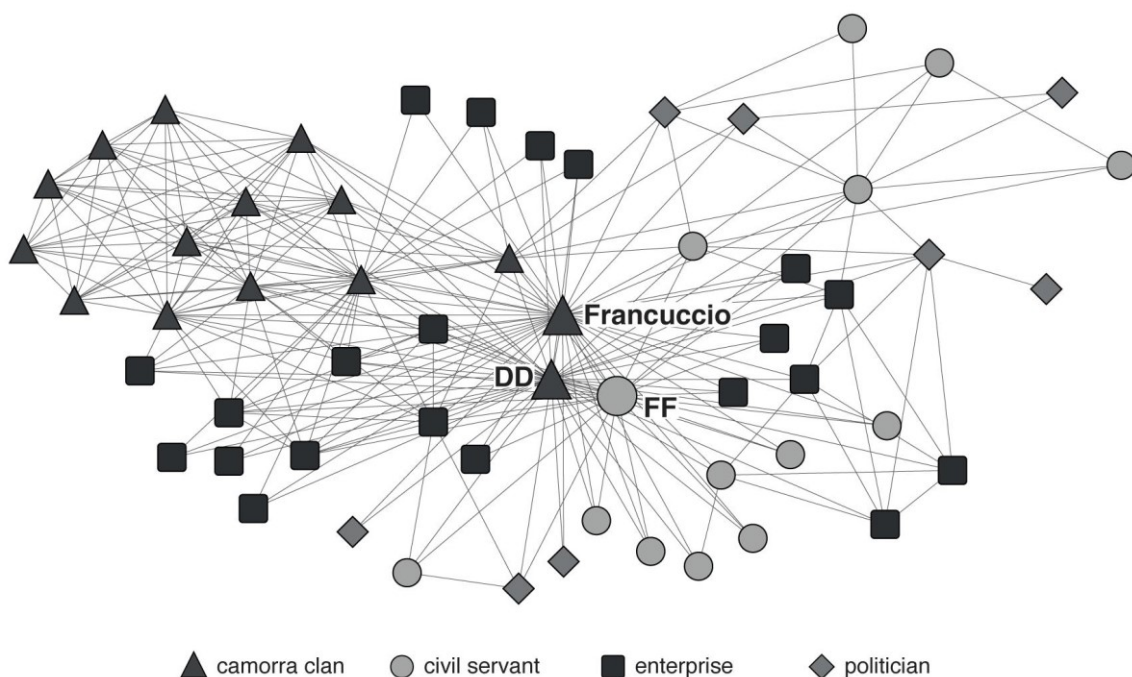 Francuccio
DD
FF
camorra clan civil servant enterprise politician